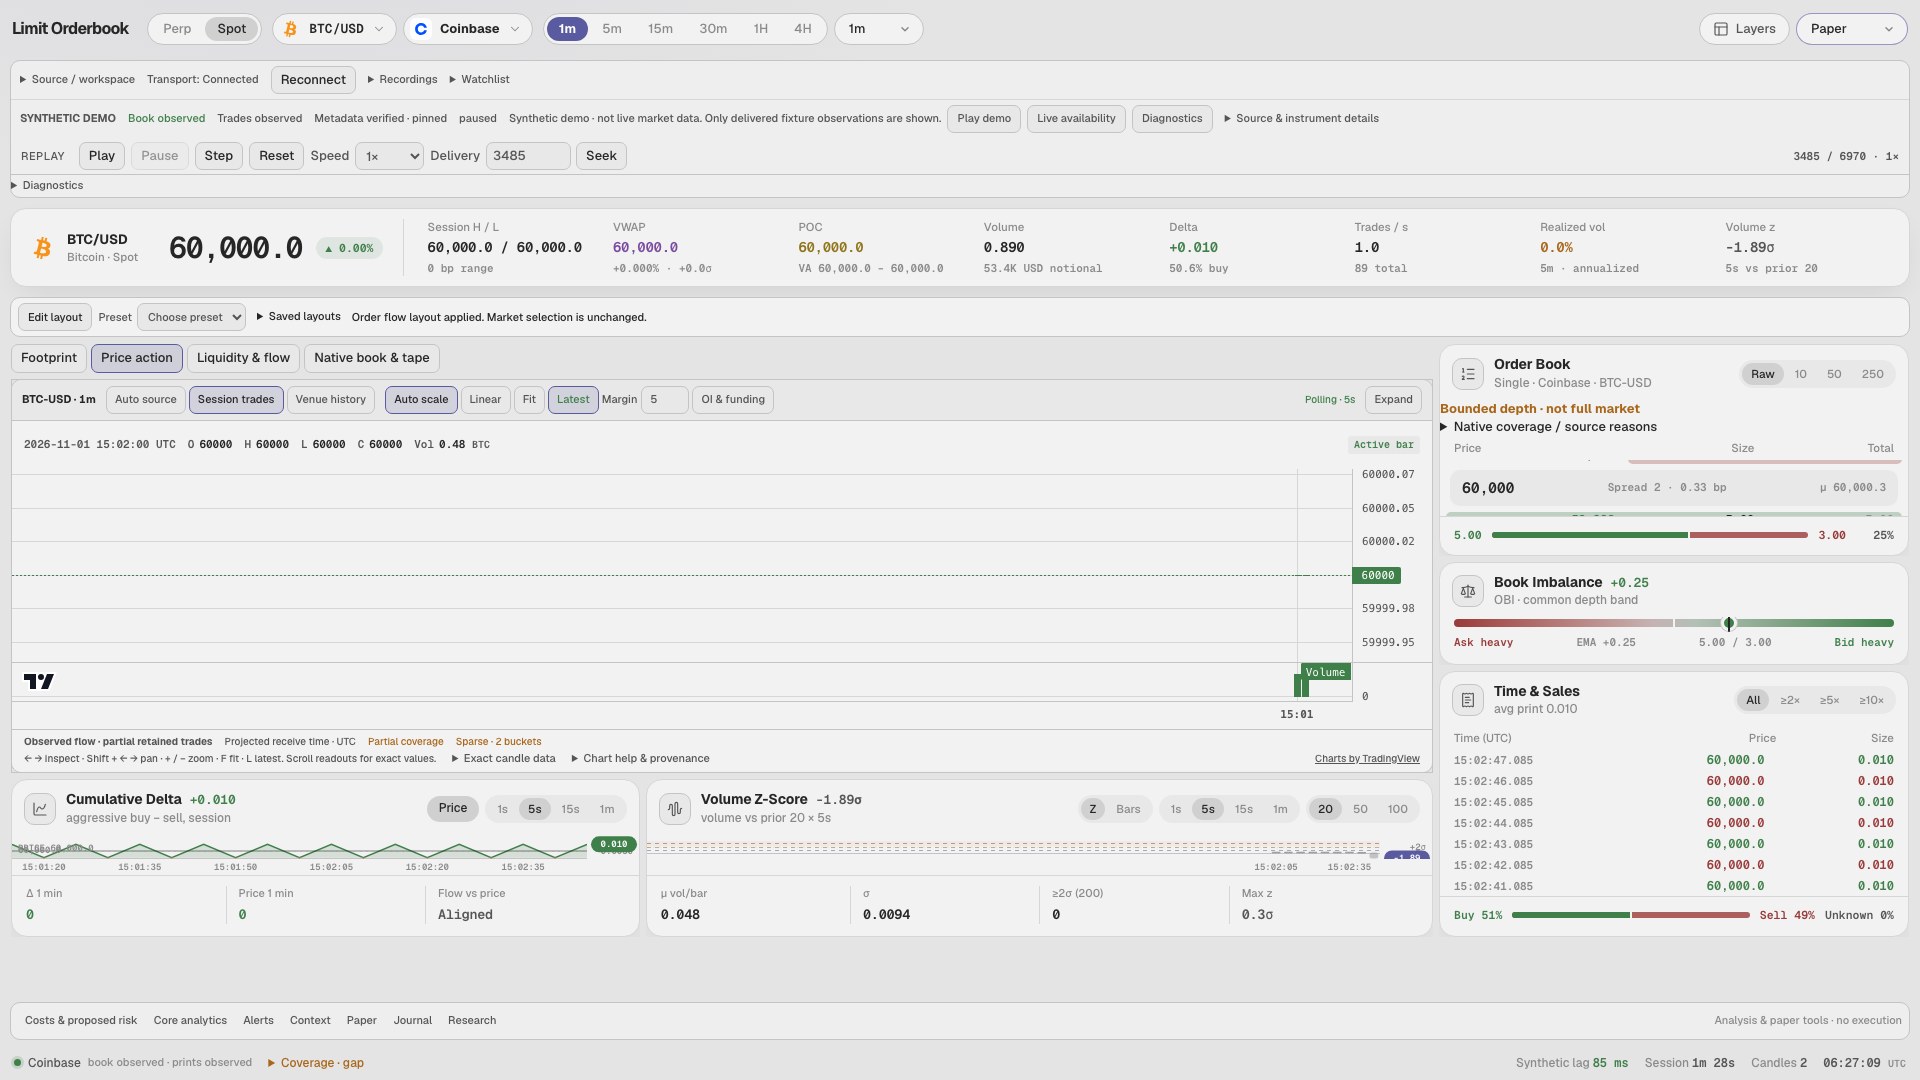 Limit Orderbook Perp Spot BTC/USD Coinbase 1m 5m 15m 30m 1H 4H 1m Layers Paper
▶ Source / workspace Transport: Connected Reconnect ▶ Recordings ▶ Watchlist
SYNTHETIC DEMO Book observed Trades observed Metadata verified · pinned paused Synthetic demo · not live market data. Only delivered fixture observations are shown. Play demo Live availability Diagnostics ▶ Source & instrument details
REPLAY Play Pause Step Reset Speed 1× Delivery 3485 Seek 3485 / 6970 · 1×
▶ Diagnostics
BTC/USD
Bitcoin · Spot
60,000.0 ▲ 0.00%
Session H / L
60,000.0 / 60,000.0
0 bp range
VWAP
60,000.0
+0.000% · +0.0σ
POC
60,000.0
VA 60,000.0 – 60,000.0
Volume
0.890
53.4K USD notional
Delta
+0.010
50.6% buy
Trades / s
1.0
89 total
Realized vol
0.0%
5m · annualized
Volume z
-1.89σ
5s vs prior 20
Edit layout Preset Choose preset ▶ Saved layouts Order flow layout applied. Market selection is unchanged.
Footprint Price action Liquidity & flow Native book & tape
BTC-USD · 1m Auto source Session trades Venue history Auto scale Linear Fit Latest Margin 5 OI & funding Polling · 5s Expand
2026-11-01 15:02:00 UTC O 60000 H 60000 L 60000 C 60000 Vol 0.48 BTC Active bar
60000.07
60000.05
60000.02
60000
59999.98
59999.95
Volume
0
15:01
Observed flow · partial retained trades Projected receive time · UTC Partial coverage Sparse · 2 buckets
←→ inspect · Shift + ←→ pan · + / − zoom · F fit · L latest. Scroll readouts for exact values. ▶ Exact candle data ▶ Chart help & provenance Charts by TradingView
Cumulative Delta +0.010
aggressive buy – sell, session
Price 1s 5s 15s 1m
0.010
15:01:20 15:01:35 15:01:50 15:02:05 15:02:20 15:02:35
Δ 1 min
0
Price 1 min
0
Flow vs price
Aligned
Volume Z-Score -1.89σ
volume vs prior 20 × 5s
Z Bars 1s 5s 15s 1m 20 50 100
+2σ
-1.89
15:02:05 15:02:35
μ vol/bar
0.048
σ
0.0094
≥2σ (200)
0
Max z
0.3σ
Order Book
Single · Coinbase · BTC-USD
Raw 10 50 250
Bounded depth · not full market
▶ Native coverage / source reasons
Price Size Total
60,000 Spread 2 · 0.33 bp μ 60,000.3
5.00 3.00 25%
Book Imbalance +0.25
OBI · common depth band
Ask heavy EMA +0.25 5.00 / 3.00 Bid heavy
Time & Sales
avg print 0.010
All ≥2× ≥5× ≥10×
Time (UTC) Price Size
15:02:47.085 60,000.0 0.010
15:02:46.085 60,000.0 0.010
15:02:45.085 60,000.0 0.010
15:02:44.085 60,000.0 0.010
15:02:43.085 60,000.0 0.010
15:02:42.085 60,000.0 0.010
15:02:41.085 60,000.0 0.010
Buy 51% Sell 49% Unknown 0%
Costs & proposed risk Core analytics Alerts Context Paper Journal Research Analysis & paper tools · no execution
Coinbase book observed · prints observed ▶ Coverage · gap Synthetic lag 85 ms Session 1m 28s Candles 2 06:27:09 UTC